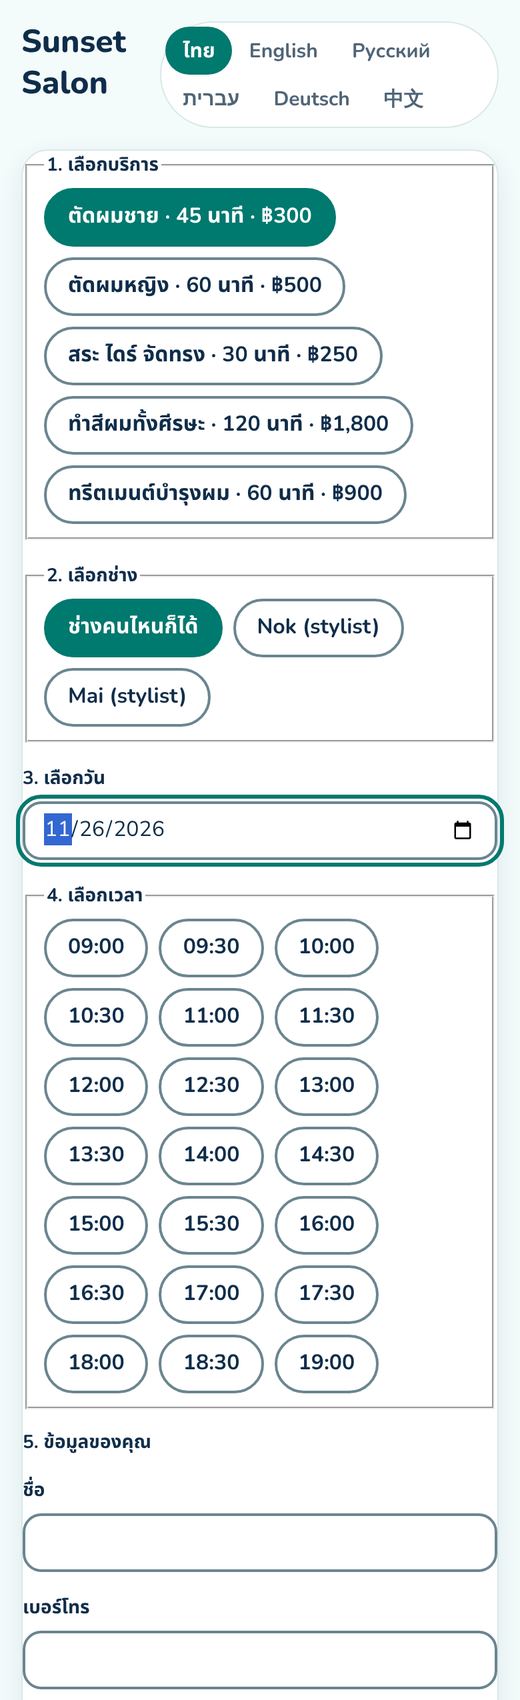 Sunset
Salon
ไทย English Русский
עברית Deutsch 中文
1. เลือกบริการ
ตัดผมชาย · 45 นาที · ฿300
ตัดผมหญิง · 60 นาที · ฿500
สระ ไดร์ จัดทรง · 30 นาที · ฿250
ทำสีผมทั้งศีรษะ · 120 นาที · ฿1,800
ทรีตเมนต์บำรุงผม · 60 นาที · ฿900
2. เลือกช่าง
ช่างคนไหนก็ได้ Nok (stylist)
Mai (stylist)
3. เลือกวัน
11/26/2026
4. เลือกเวลา
09:00 09:30 10:00
10:30 11:00 11:30
12:00 12:30 13:00
13:30 14:00 14:30
15:00 15:30 16:00
16:30 17:00 17:30
18:00 18:30 19:00
5. ข้อมูลของคุณ
ชื่อ
เบอร์โทร